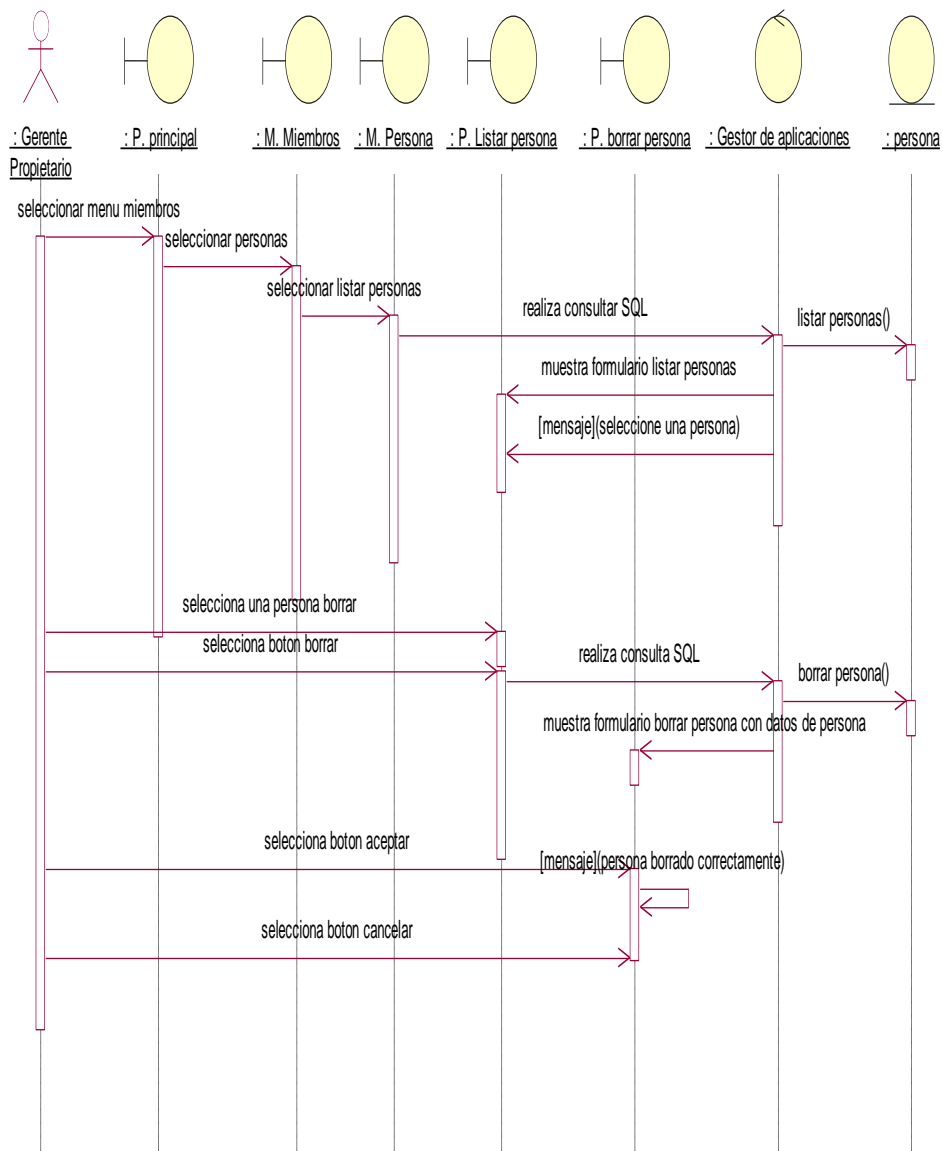 : Gerente
Propietario
: P. principal
: M. Miembros
: M. Persona
: P. Listar persona
: P. borrar persona
: Gestor de aplicaciones
: persona
seleccionar menu miembros
seleccionar personas
seleccionar listar personas
realiza consultar SQL
listar personas()
muestra formulario listar personas
[mensaje](seleccione una persona)
selecciona una persona borrar
selecciona boton borrar
realiza consulta SQL
borrar persona()
muestra formulario borrar persona con datos de persona
selecciona boton aceptar
[mensaje](persona borrado correctamente)
selecciona boton cancelar